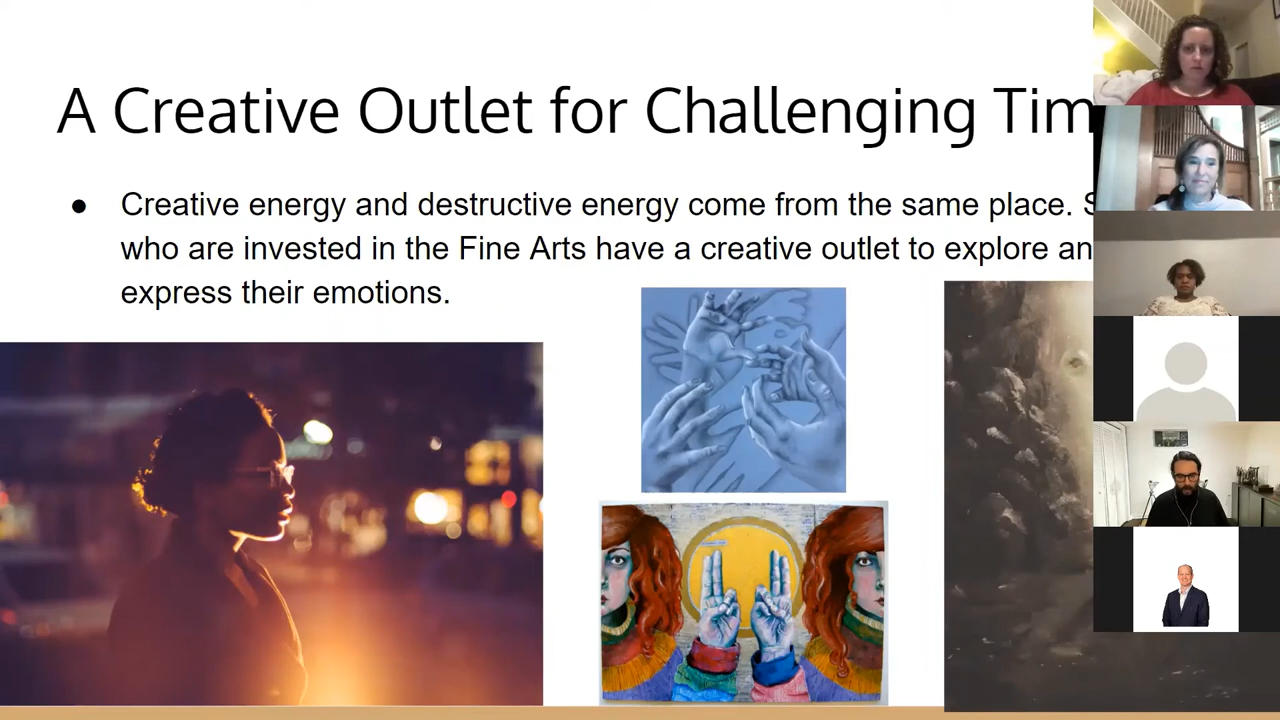 A Creative Outlet for Challenging Tim
● Creative energy and destructive energy come from the same place. S
who are invested in the Fine Arts have a creative outlet to explore an
express their emotions.